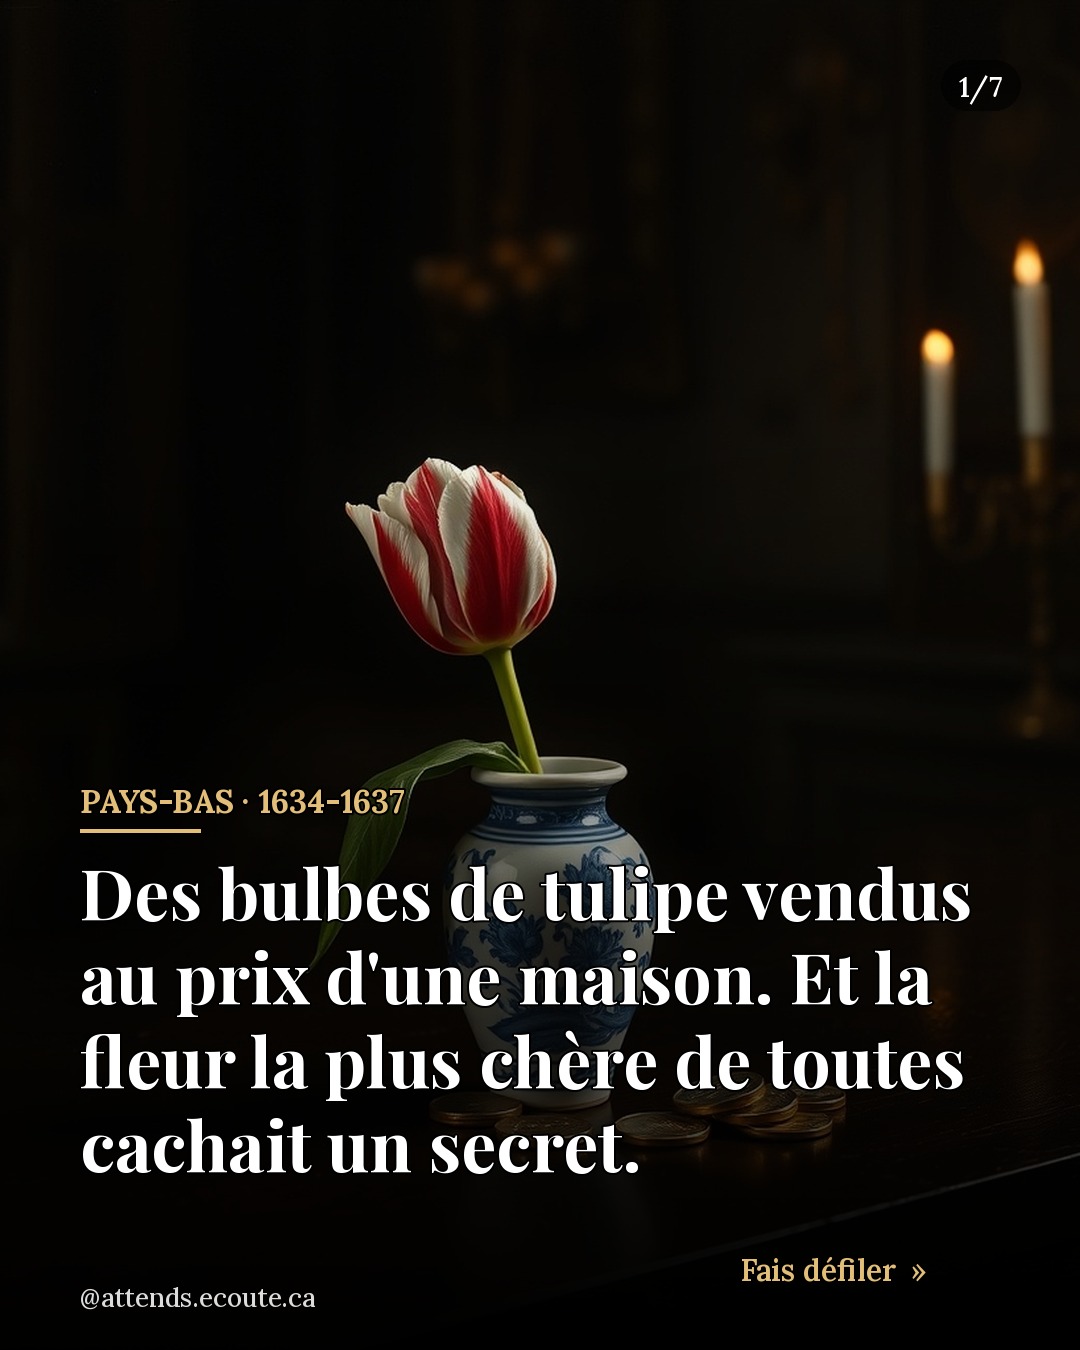 1/7
PAYS-BAS · 1634-1637
Des bulbes de tulipe vendus
au prix d'une maison. Et la
fleur la plus chère de toutes
cachait un secret.
Fais défiler »
@attends.ecoute.ca